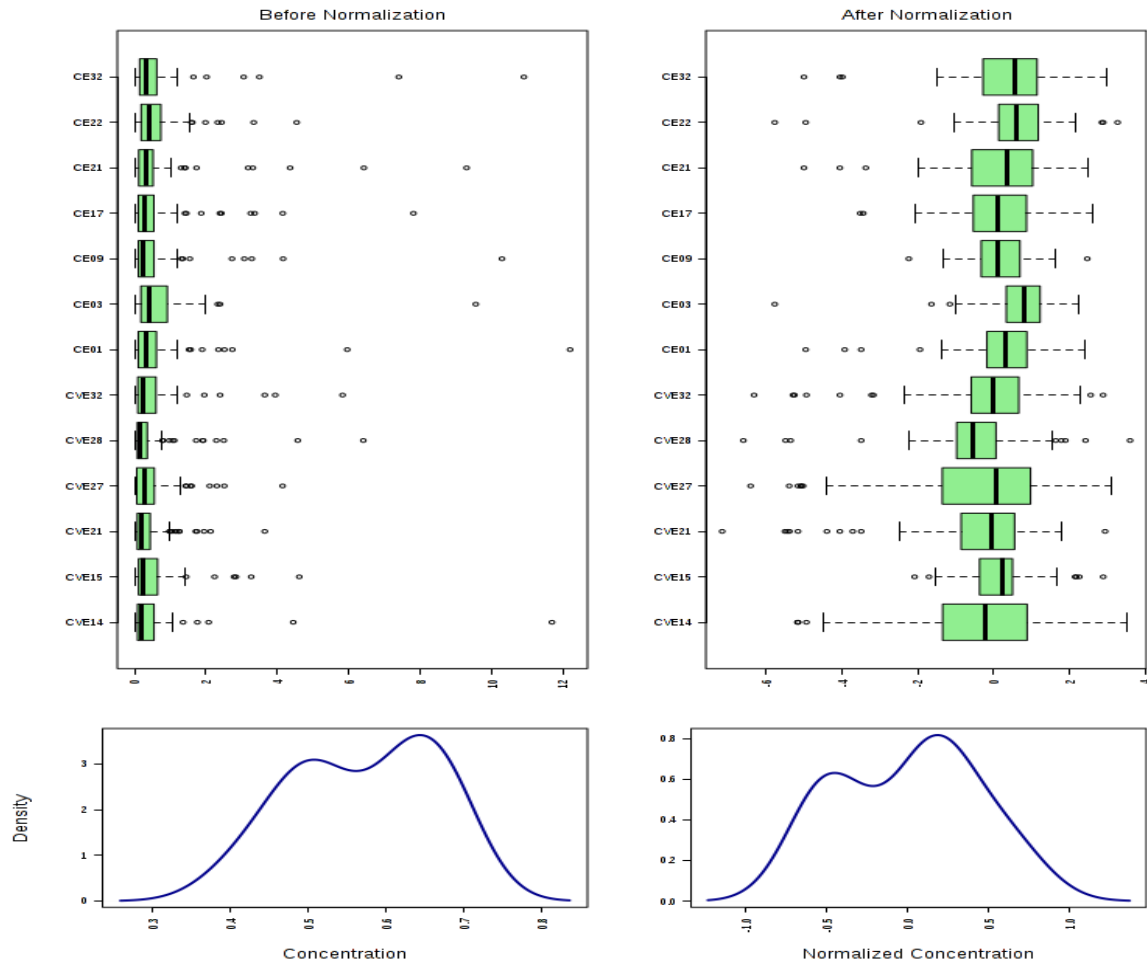 Before Normalization
CE32
CE22
CE21
CE17
CE09
CE03
CE01
CVE32
CVE28
CVE27
CVE21
CVE15
CVE14
0 2 4 6 8 10 12
After Normalization
CE32
CE22
CE21
CE17
CE09
CE03
CE01
CVE32
CVE28
CVE27
CVE21
CVE15
CVE14
-6 -4 -2 0 2 4
Density
3
2
1
0
0.3 0.4 0.5 0.6 0.7 0.8
Concentration
0.8
0.6
0.4
0.2
0.0
-1.0 -0.5 0.0 0.5 1.0
Normalized Concentration